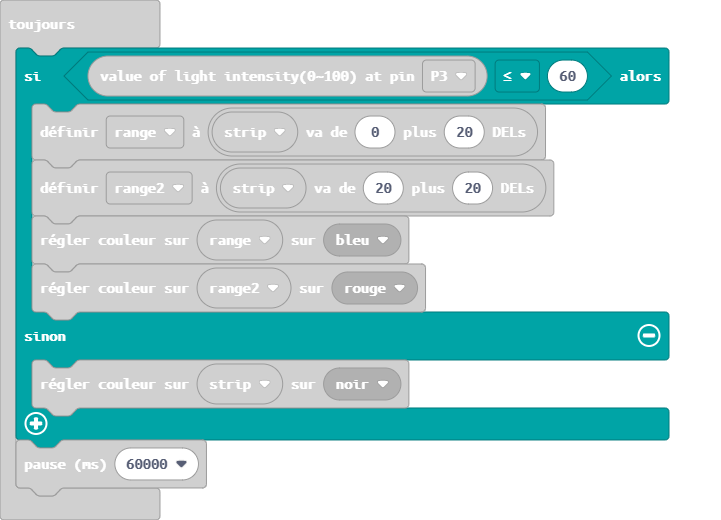 toujours
si value of light intensity(0~100) at pin P3 ≤ 60 alors
définir range à strip va de 0 plus 20 DELs
définir range2 à strip va de 20 plus 20 DELs
régler couleur sur range sur bleu
régler couleur sur range2 sur rouge
sinon
régler couleur sur strip sur noir
pause (ms) 60000